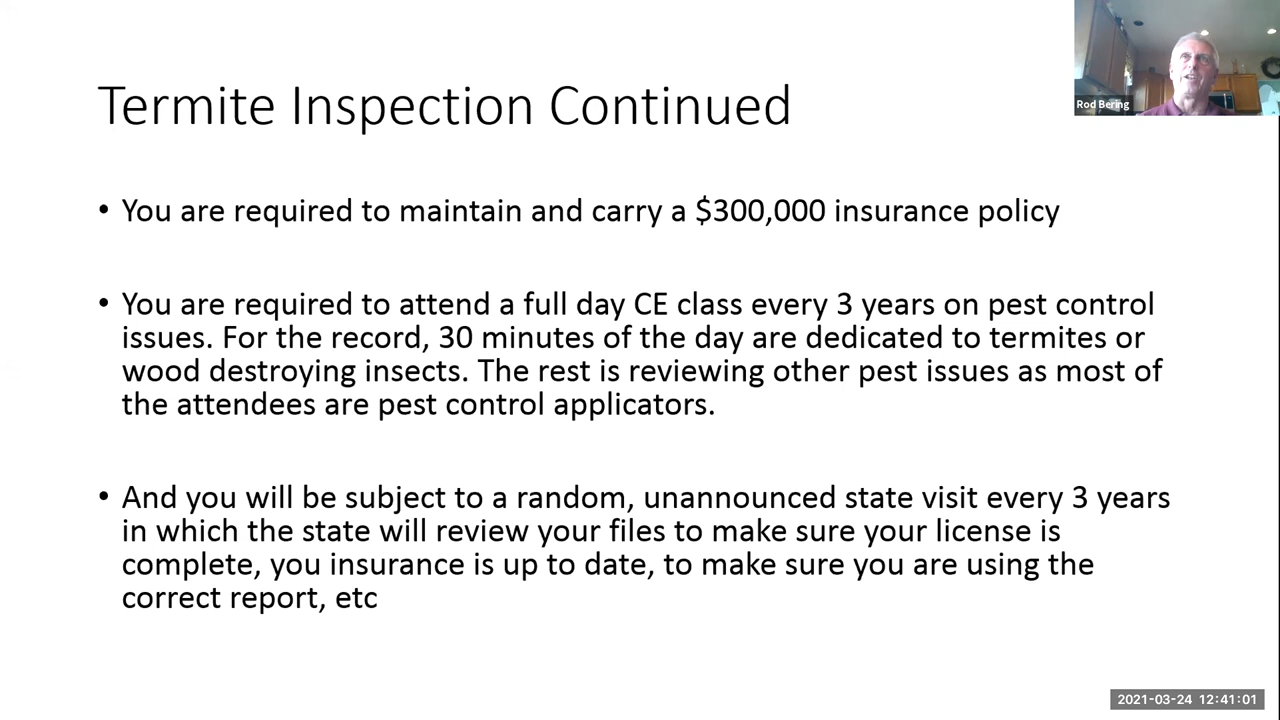 Termite Inspection Continued
Rod Bering
• You are required to maintain and carry a $300,000 insurance policy
• You are required to attend a full day CE class every 3 years on pest control
issues. For the record, 30 minutes of the day are dedicated to termites or
wood destroying insects. The rest is reviewing other pest issues as most of
the attendees are pest control applicators.
• And you will be subject to a random, unannounced state visit every 3 years
in which the state will review your files to make sure your license is
complete, you insurance is up to date, to make sure you are using the
correct report, etc
2021-03-24 12:41:01